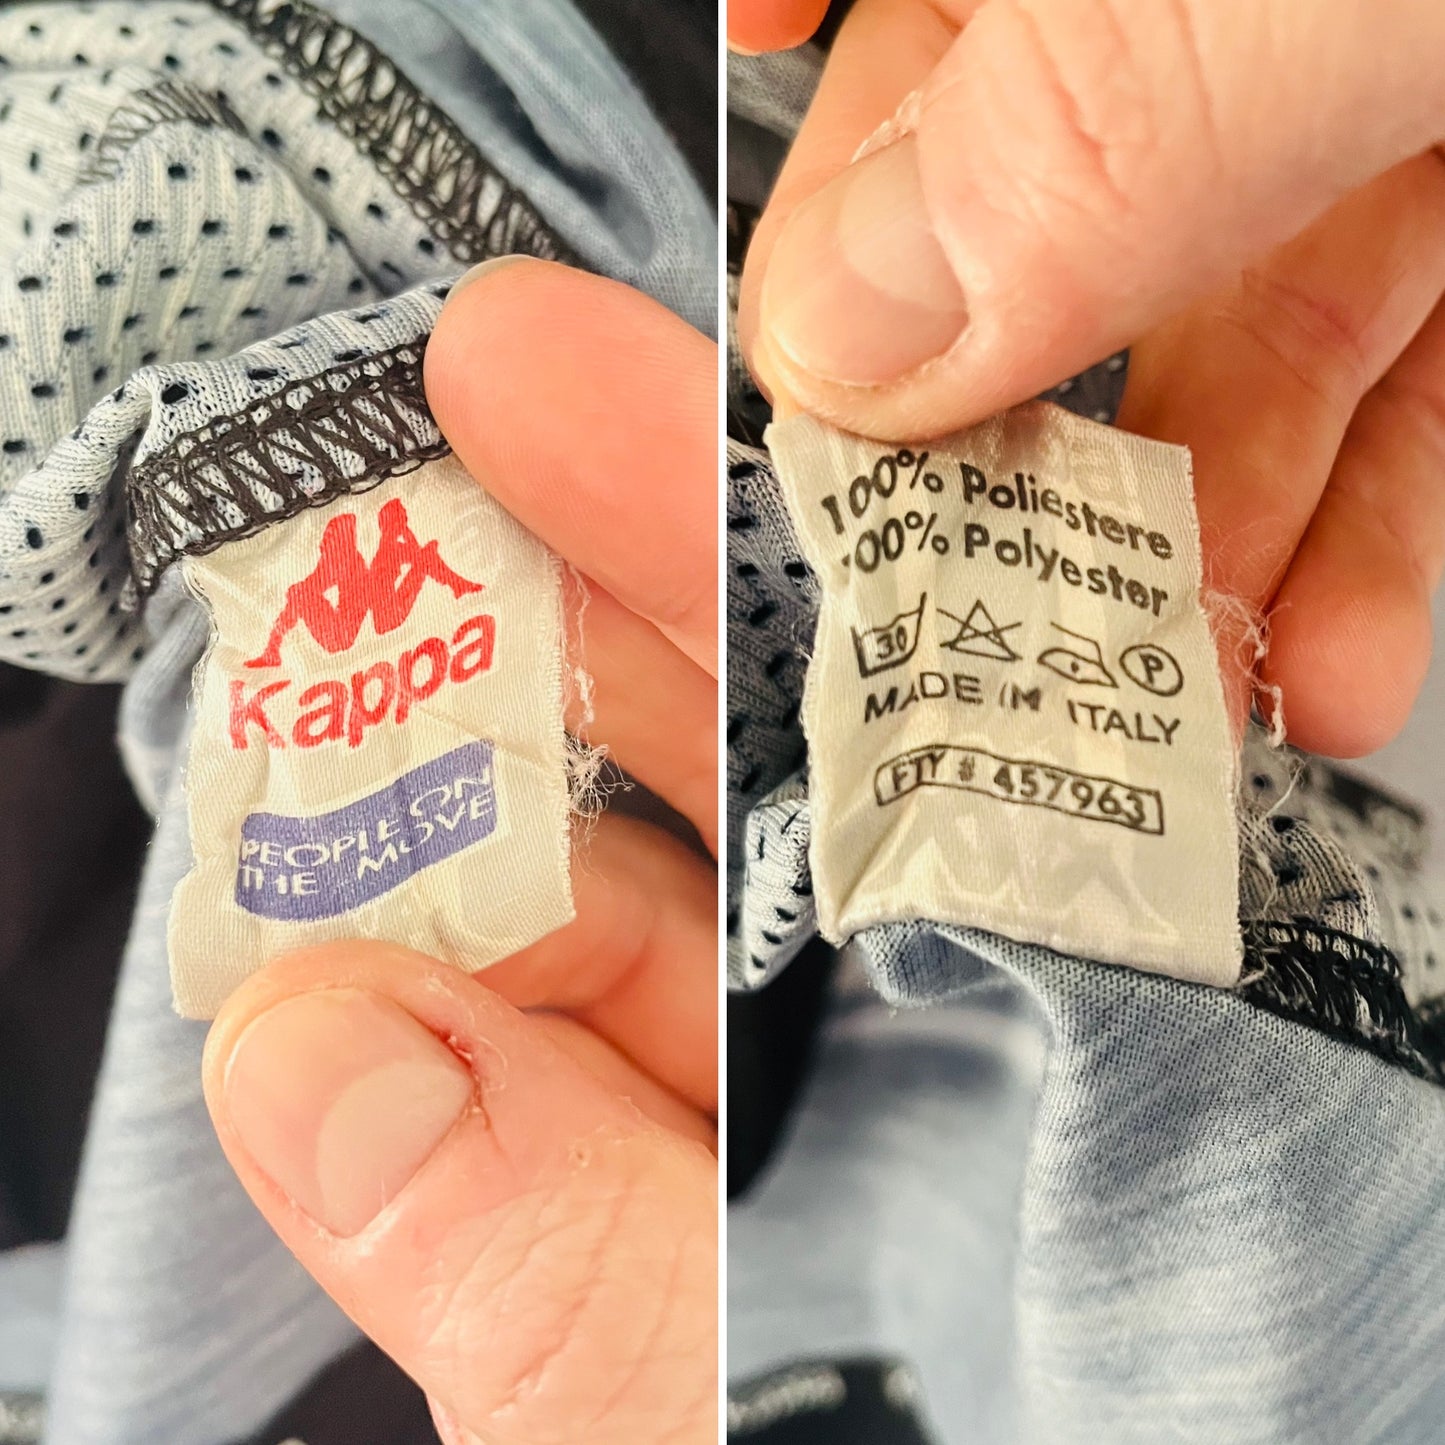 Kappa
PEOPLE ON
THE MOVE
100% Poliestere
100% Polyester
30
P
MADE IN ITALY
FTY # 457963